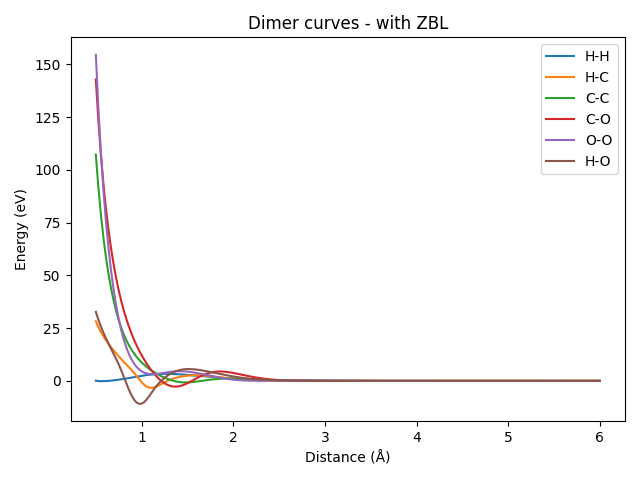 Dimer curves - with ZBL
H-H
H-C
C-C
C-O
O-O
H-O
150
125
100
75
50
25
0
Energy (eV)
1 2 3 4 5 6
Distance (Å)